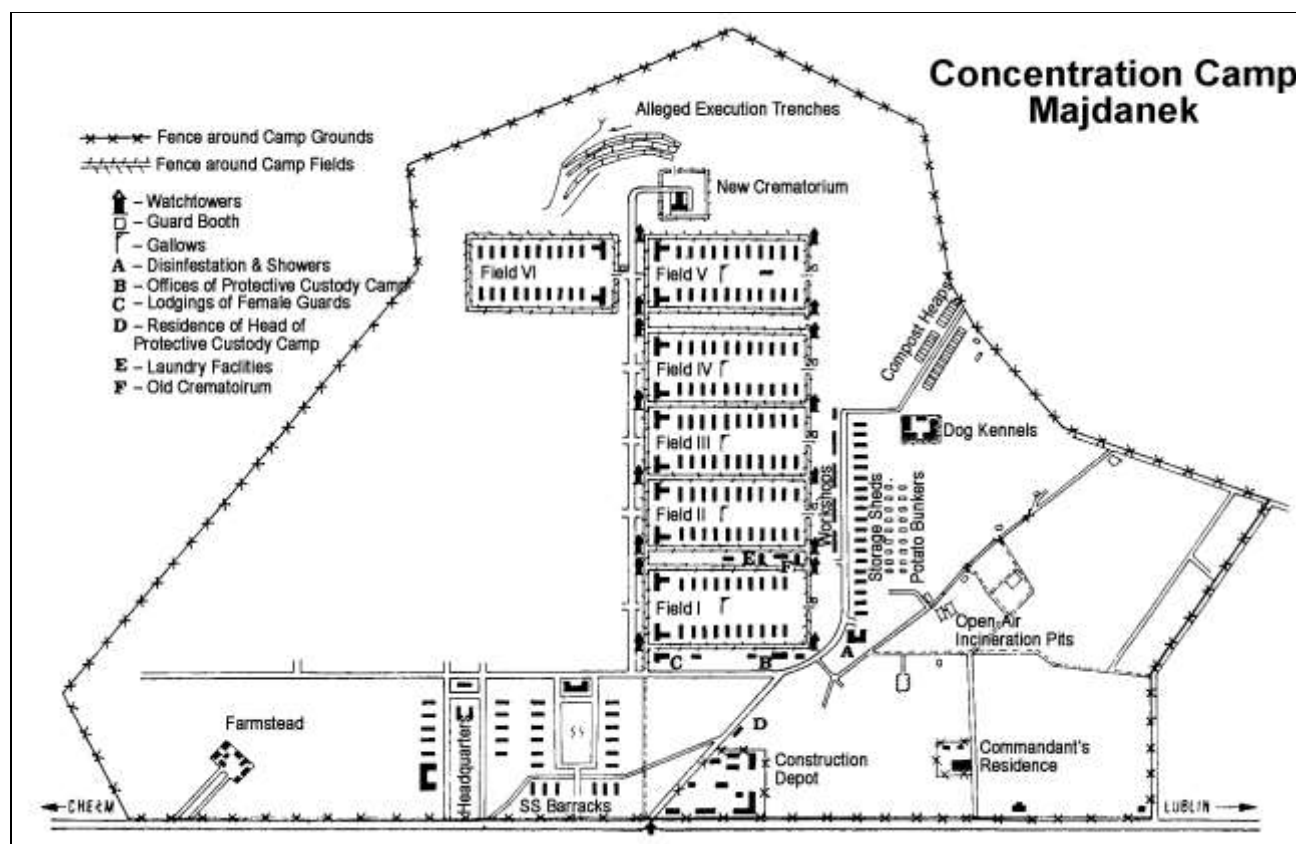 Concentration Camp
Majdanek
Alleged Execution Trenches
Fence around Camp Grounds
Fence around Camp Fields
– Watchtowers
– Guard Booth
– Gallows
A – Disinfestation & Showers
B – Offices of Protective Custody Camp
C – Lodgings of Female Guards
D – Residence of Head of
Protective Custody Camp
E – Laundry Facilities
F – Old Crematoirum
New Crematorium
Field VI
Field V
Field IV
Field III
Field II
E
F
Field I
C
B
A
D
Compost Heaps
Dog Kennels
Workshops
Storage Sheds
Potato Bunkers
Open Air
Incineration Pits
Farmstead
Headquarters
SS
SS Barracks
Construction
Depot
Commandant's
Residence
CHEŁM
LUBLIN